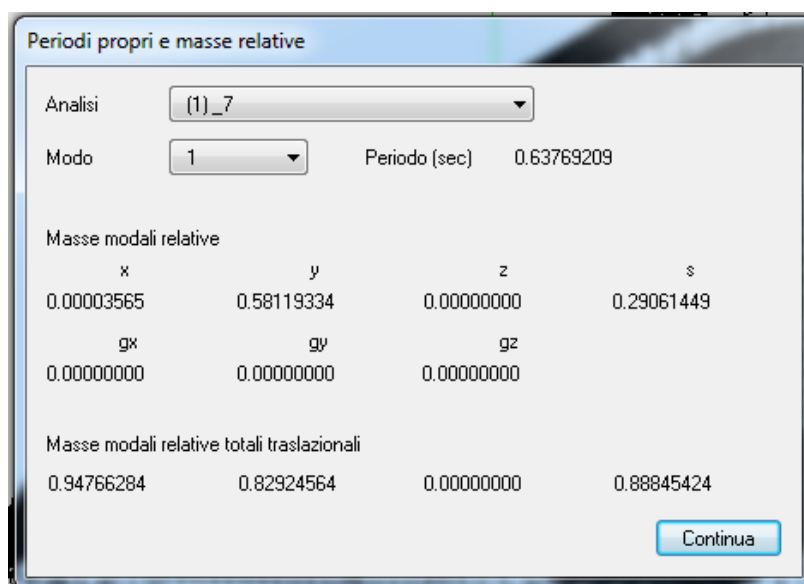 Periodi propri e masse relative
Analisi (1)_7
Modo 1 Periodo (sec) 0.63769209
Masse modali relative
x y z s
0.00003565 0.58119334 0.00000000 0.29061449
gx gy gz
0.00000000 0.00000000 0.00000000
Masse modali relative totali traslazionali
0.94766284 0.82924564 0.00000000 0.88845424
Continua